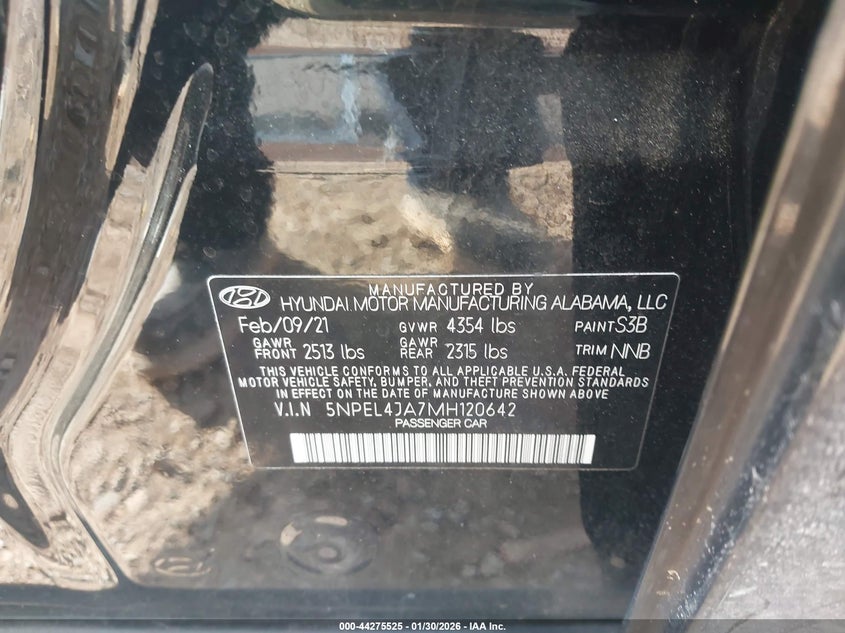 MANUFACTURED BY
HYUNDAI MOTOR MANUFACTURING ALABAMA, LLC
Feb/09/21 GVWR 4354 lbs PAINT S3B
GAWR FRONT 2513 lbs GAWR REAR 2315 lbs TRIM NNB
THIS VEHICLE CONFORMS TO ALL APPLICABLE U.S.A. FEDERAL
MOTOR VEHICLE SAFETY, BUMPER, AND THEFT PREVENTION STANDARDS
IN EFFECT ON THE DATE OF MANUFACTURE SHOWN ABOVE
V.I.N 5NPEL4JA7MH120642
PASSENGER CAR
000-44275525 - 01/30/2026 - IAA Inc.